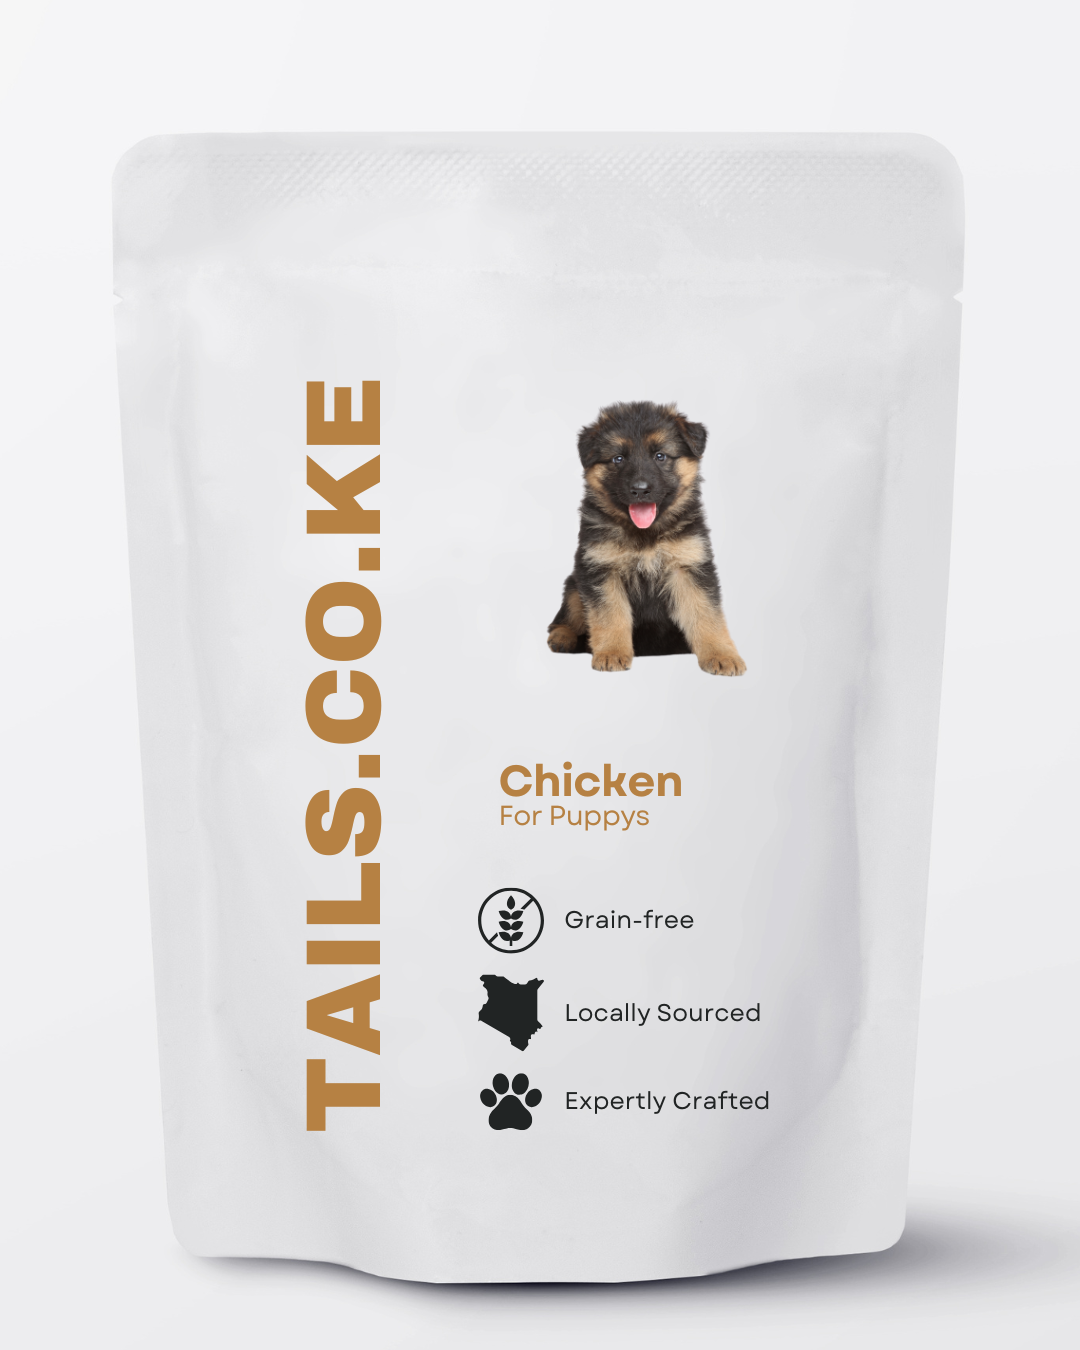 TAILS.CO.KE
Chicken
For Puppys
Grain-free
Locally Sourced
Expertly Crafted